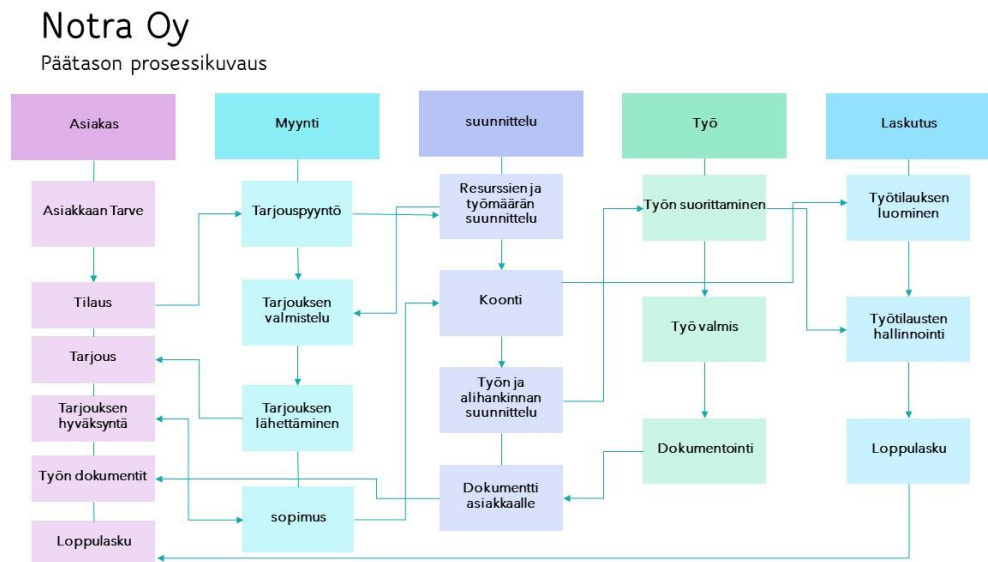 Notra Oy
Päätason prosessikuvaus
Asiakas
Myynti
suunnittelu
Työ
Laskutus
Asiakkaan Tarve
Tilaus
Tarjous
Tarjouksen
hyväksyntä
Työn dokumentit
Loppulasku
Tarjouspyyntö
Tarjouksen
valmistelu
Tarjouksen
lähettäminen
sopimus
Resurssien ja
työmäärän
suunnittelu
Koonti
Työn ja
alihankinnan
suunnittelu
Dokumentti
asiakkaalle
Työn suorittaminen
Työ valmis
Dokumentointi
Työtilauksen
luominen
Työtilausten
hallinnointi
Loppulasku